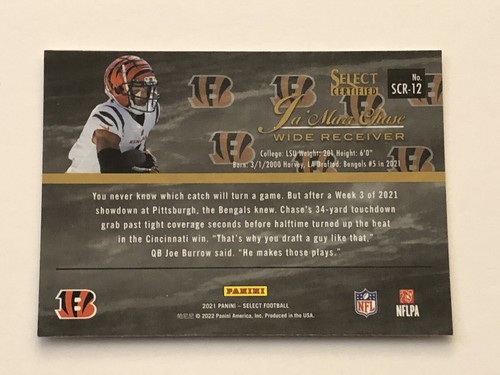 SELECT
CERTIFIED
No.
SCR-12
Ja'Marr Chase
WIDE RECEIVER
College: LSU Weight: 201 Height: 6'0"
Born: 3/1/2000 Harvey, LA Drafted: Bengals #5 in 2021
You never know which catch will turn a game. But after a Week 3 of 2021
showdown at Pittsburgh, the Bengals knew. Chase's 34-yard touchdown
grab past tight coverage seconds before halftime turned up the heat
in the Cincinnati win. "That's why you draft a guy like that,"
QB Joe Burrow said. "He makes those plays."
PANINI
2021 PANINI – SELECT FOOTBALL
© 2022 Panini America, Inc. Produced in the USA.
B
NFL
NFLPA